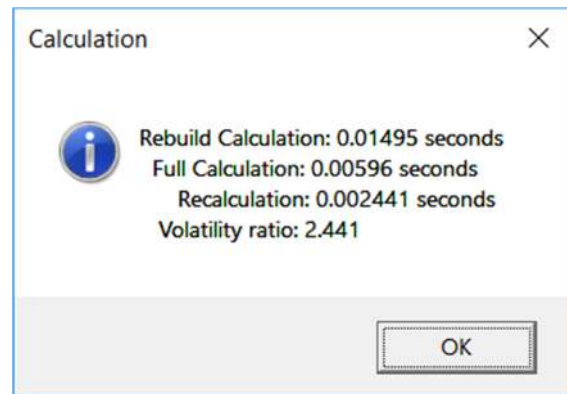 Calculation
Rebuild Calculation: 0.01495 seconds
Full Calculation: 0.00596 seconds
Recalculation: 0.002441 seconds
Volatility ratio: 2.441
OK